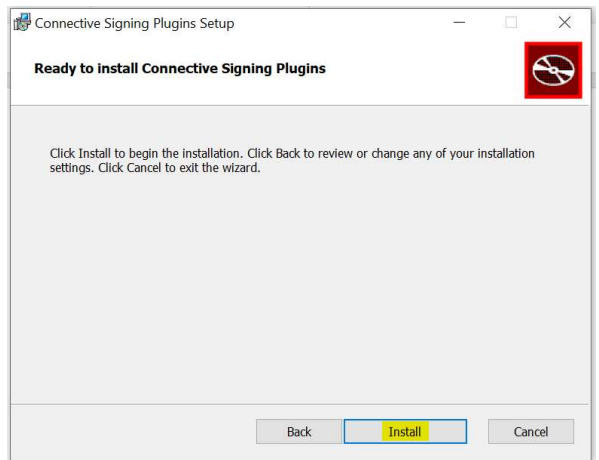 Connective Signing Plugins Setup
Ready to install Connective Signing Plugins
Click Install to begin the installation. Click Back to review or change any of your installation
settings. Click Cancel to exit the wizard.
Back Install Cancel